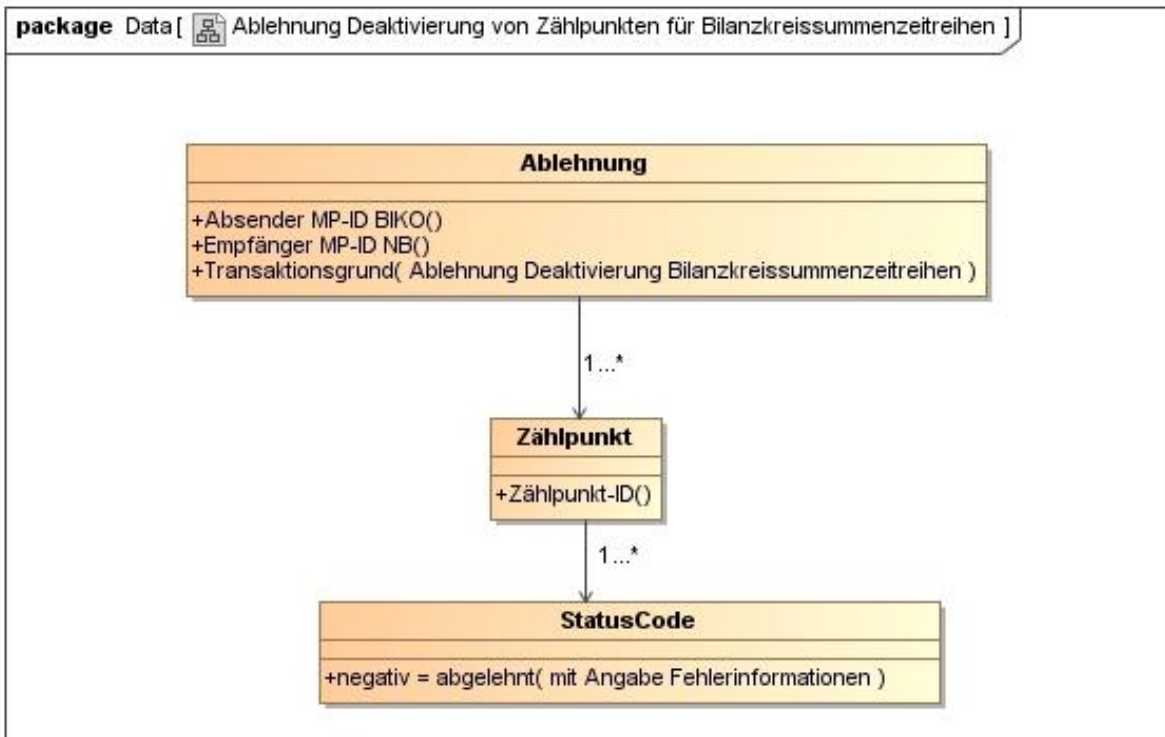 package Data [ Ablehnung Deaktivierung von Zählpunkten für Bilanzkreissummenzeitreihen ]
Ablehnung
+Absender MP-ID BIKO()
+Empfänger MP-ID NB()
+Transaktionsgrund( Ablehnung Deaktivierung Bilanzkreissummenzeitreihen )
1...*
Zählpunkt
+Zählpunkt-ID()
1...*
StatusCode
+negativ = abgelehnt( mit Angabe Fehlerinformationen )